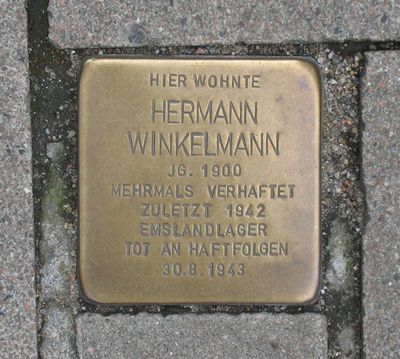 HIER WOHNTE
HERMANN
WINKELMANN
JG. 1900
MEHRMALS VERHAFTET
ZULETZT 1942
EMSLANDLAGER
TOT AN HAFTFOLGEN
30.8.1943